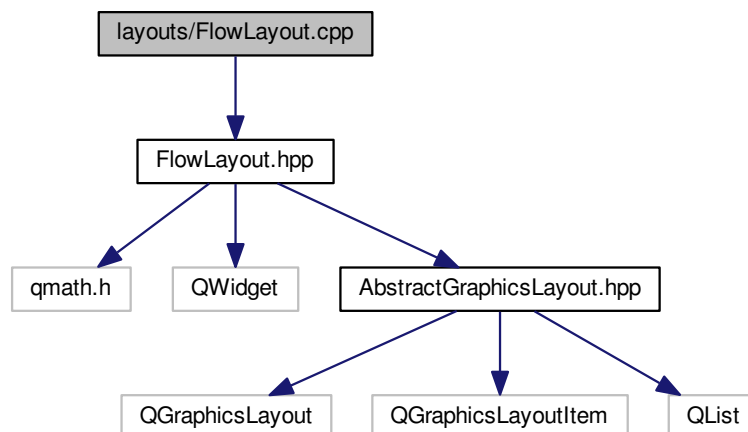 layouts/FlowLayout.cpp
FlowLayout.hpp
qmath.h
QWidget
AbstractGraphicsLayout.hpp
QGraphicsLayout
QGraphicsLayoutItem
QList